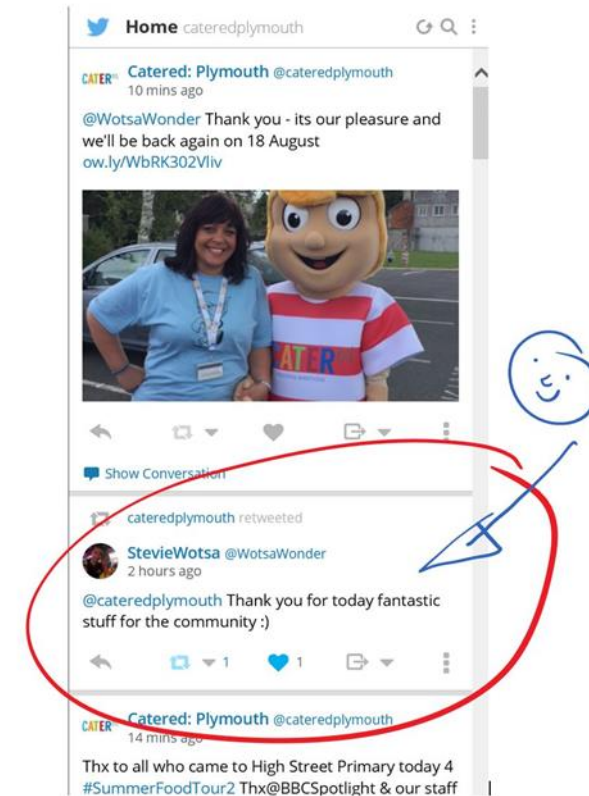 Home cateredplymouth
CATER Catered: Plymouth @cateredplymouth
10 mins ago
@WotsaWonder Thank you - its our pleasure and
we'll be back again on 18 August
ow.ly/WbRK302Vliv
CATER
Show Conversation
cateredplymouth retweeted
StevieWotsa @WotsaWonder
2 hours ago
@cateredplymouth Thank you for today fantastic
stuff for the community :)
1 1
CATER Catered: Plymouth @cateredplymouth
14 mins ago
Thx to all who came to High Street Primary today 4
#SummerFoodTour2 Thx@BBCSpotlight & our staff